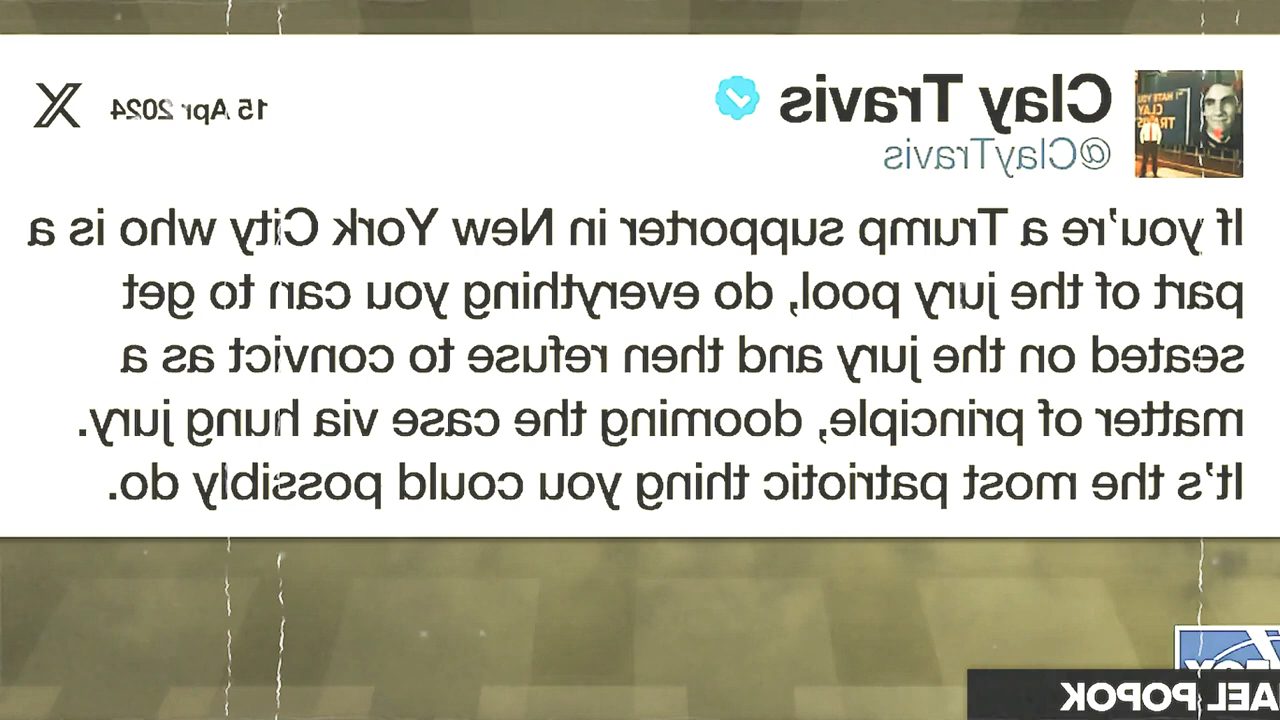 Clay Travis
15 Apr 2024
@ClayTravis
If you're a Trump supporter in New York City who is a
part of the jury pool, do everything you can to get
seated on the jury and then refuse to convict as a
matter of principle, dooming the case via hung jury.
It's the most patriotic thing you could possibly do.
AEL POPOK